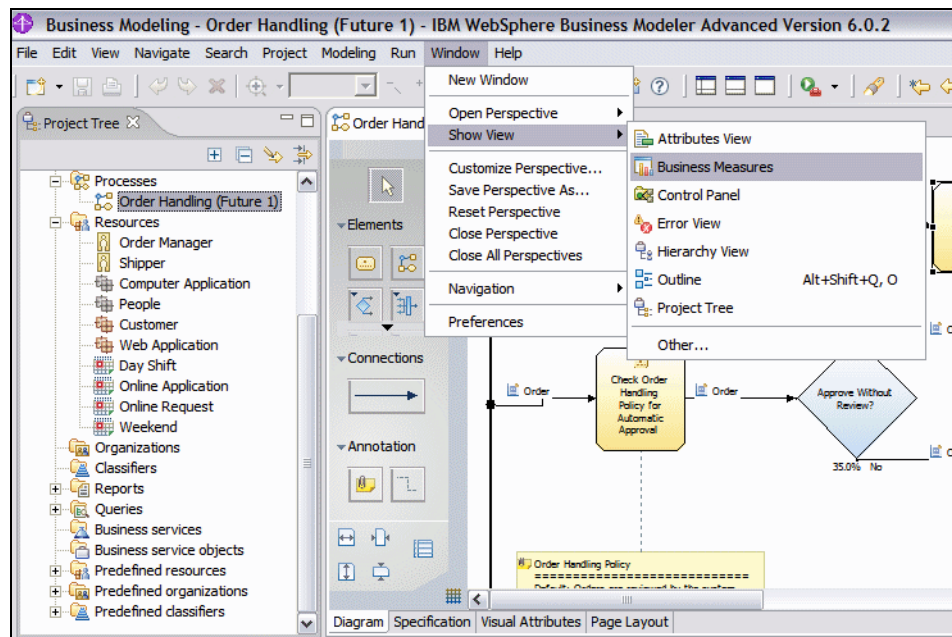 Business Modeling - Order Handling (Future 1) - IBM WebSphere Business Modeler Advanced Version 6.0.2
File Edit View Navigate Search Project Modeling Run Window Help
Project Tree
Processes
Order Handling (Future 1)
Resources
Order Manager
Shipper
Computer Application
People
Customer
Web Application
Day Shift
Online Application
Online Request
Weekend
Organizations
Classifiers
Reports
Queries
Business services
Business service objects
Predefined resources
Predefined organizations
Predefined classifiers
Order Hand
Elements
Connections
Annotation
New Window
Open Perspective
Show View
Customize Perspective...
Save Perspective As...
Reset Perspective
Close Perspective
Close All Perspectives
Navigation
Preferences
Attributes View
Business Measures
Control Panel
Error View
Hierarchy View
Outline Alt+Shift+Q, O
Project Tree
Other...
Order
Check Order
Handling
Policy for
Automatic
Approval
Order
Approve Without
Review?
35.0% No
Order Handling Policy
==============================
Diagram Specification Visual Attributes Page Layout